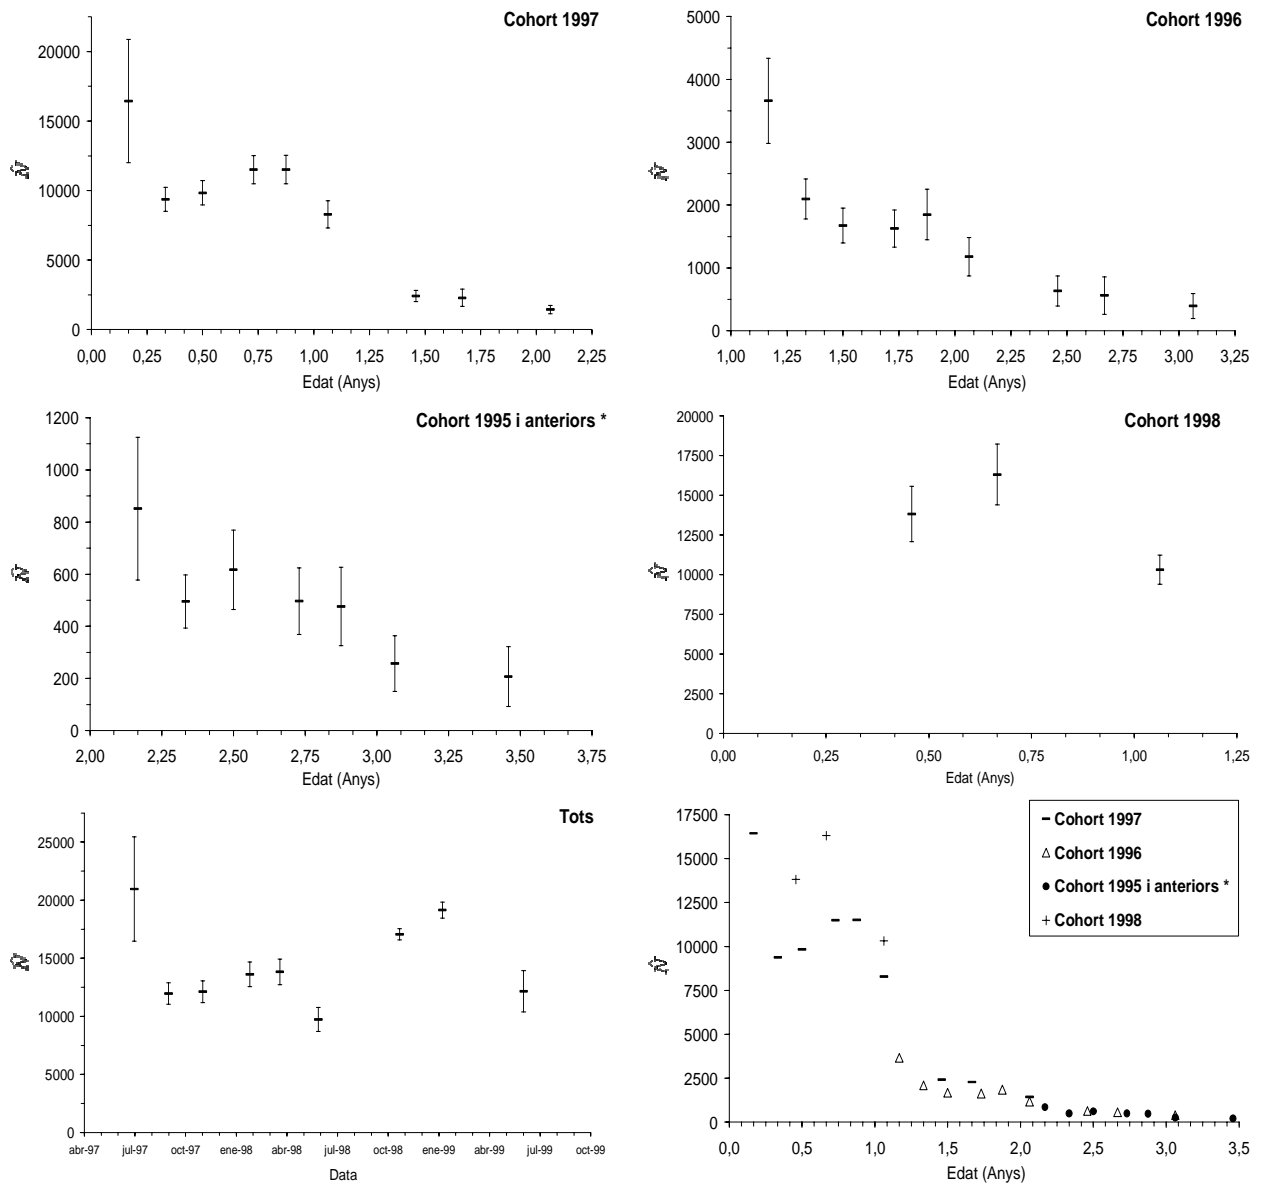 Cohort 1997
20000
15000
10000
5000
0
0,00 0,25 0,50 0,75 1,00 1,25 1,50 1,75 2,00 2,25
Edat (Anys)
Cohort 1996
5000
4000
3000
2000
1000
0
1,00 1,25 1,50 1,75 2,00 2,25 2,50 2,75 3,00 3,25
Edat (Anys)
Cohort 1995 i anteriors *
1200
1000
800
600
400
200
0
2,00 2,25 2,50 2,75 3,00 3,25 3,50 3,75
Edat (Anys)
Cohort 1998
20000
17500
15000
12500
10000
7500
5000
2500
0
0,00 0,25 0,50 0,75 1,00 1,25
Edat (Anys)
Tots
25000
20000
15000
10000
5000
0
abr-97 jul-97 oct-97 ene-98 abr-98 jul-98 oct-98 ene-99 abr-99 jul-99 oct-99
Data
Cohort 1997
Cohort 1996
Cohort 1995 i anteriors *
Cohort 1998
17500
15000
12500
10000
7500
5000
2500
0
0,0 0,5 1,0 1,5 2,0 2,5 3,0 3,5
Edat (Anys)